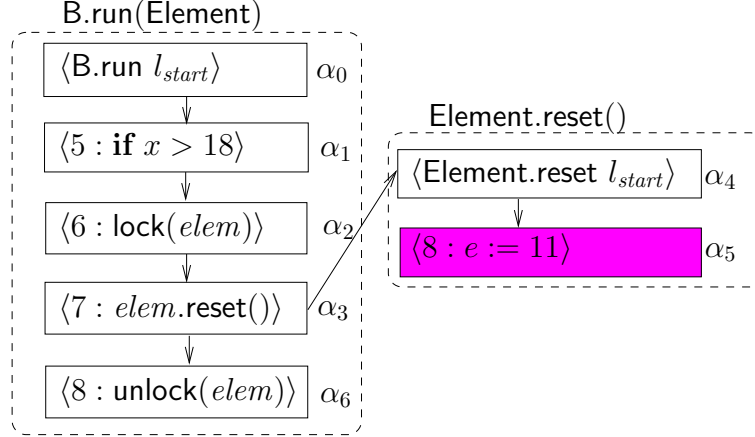 B.run(Element)
⟨B.run l_start⟩ α₀
⟨5 : if x > 18⟩ α₁
⟨6 : lock(elem)⟩ α₂
⟨7 : elem.reset()⟩ α₃
⟨8 : unlock(elem)⟩ α₆
Element.reset()
⟨Element.reset l_start⟩ α₄
⟨8 : e := 11⟩ α₅